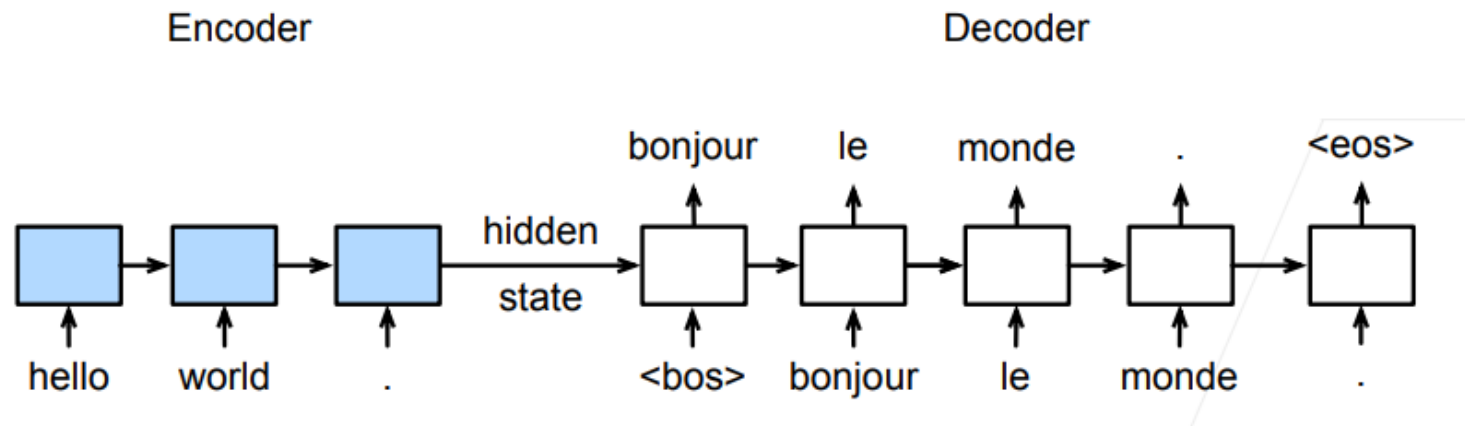 Encoder Decoder
bonjour le monde . <eos>
hidden
state
hello world . <bos> bonjour le monde .